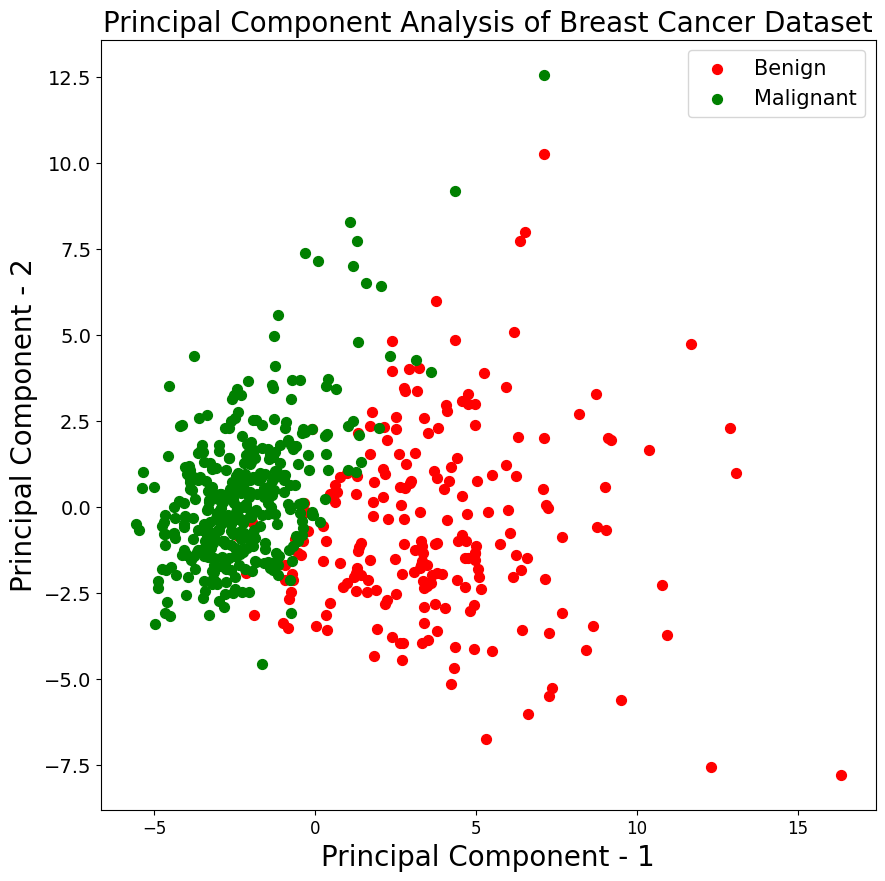 Principal Component Analysis of Breast Cancer Dataset
Benign
Malignant
12.5
10.0
7.5
5.0
2.5
0.0
−2.5
−5.0
−7.5
Principal Component - 2
−5
0
5
10
15
Principal Component - 1